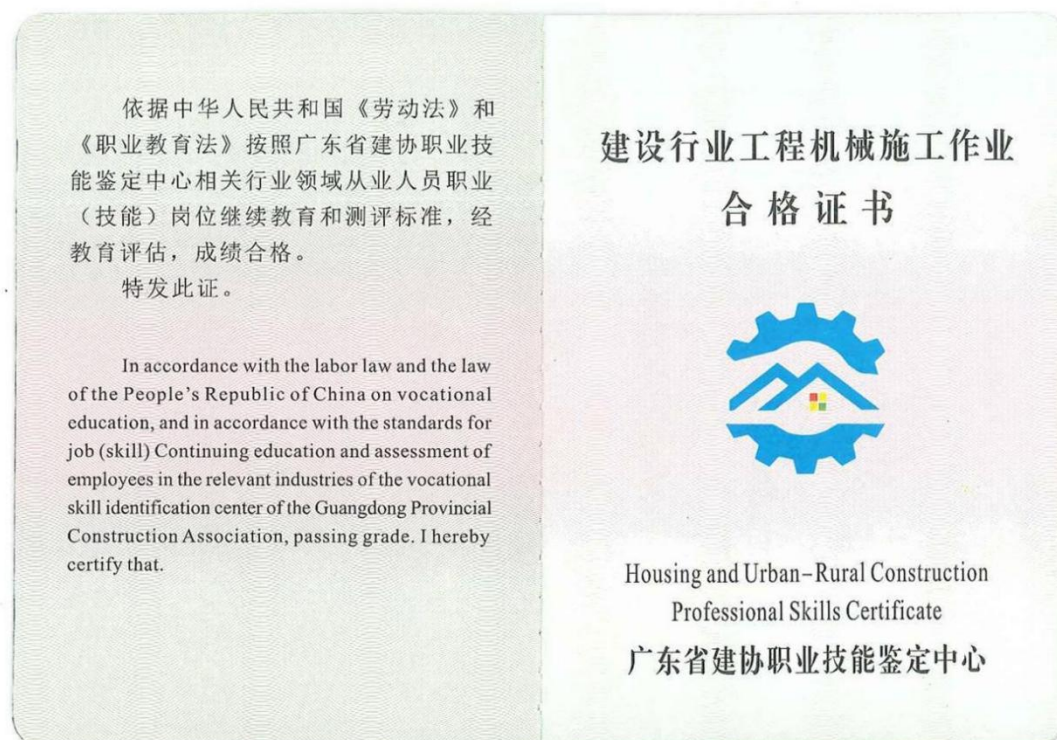 依据中华人民共和国《劳动法》和
《职业教育法》按照广东省建协职业技
能鉴定中心相关行业领域从业人员职业
（技能）岗位继续教育和测评标准，经
教育评估，成绩合格。
特发此证。
In accordance with the labor law and the law
of the People's Republic of China on vocational
education, and in accordance with the standards for
job (skill) Continuing education and assessment of
employees in the relevant industries of the vocational
skill identification center of the Guangdong Provincial
Construction Association, passing grade. I hereby
certify that.
建设行业工程机械施工作业
合格证书
Housing and Urban-Rural Construction
Professional Skills Certificate
广东省建协职业技能鉴定中心